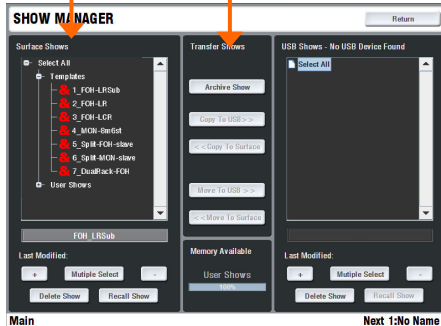 SHOW MANAGER
Return
Surface Shows
Select All
Templates
1_FOH-LRSub
2_FOH-LR
3_FOH-LCR
4_MON-8m6st
5_Split-FOH-slave
6_Split-MON-slave
7_DualRack-FOH
User Shows
FOH_LRSub
Last Modified:
+ Mutiple Select -
Delete Show Recall Show
Transfer Shows
Archive Show
Copy To USB >>
<<Copy To Surface
Move To USB >>
<<Move To Surface
Memory Available
User Shows
100%
USB Shows - No USB Device Found
Select All
Last Modified:
+ Mutiple Select -
Delete Show Recall Show
Main Next 1:No Name